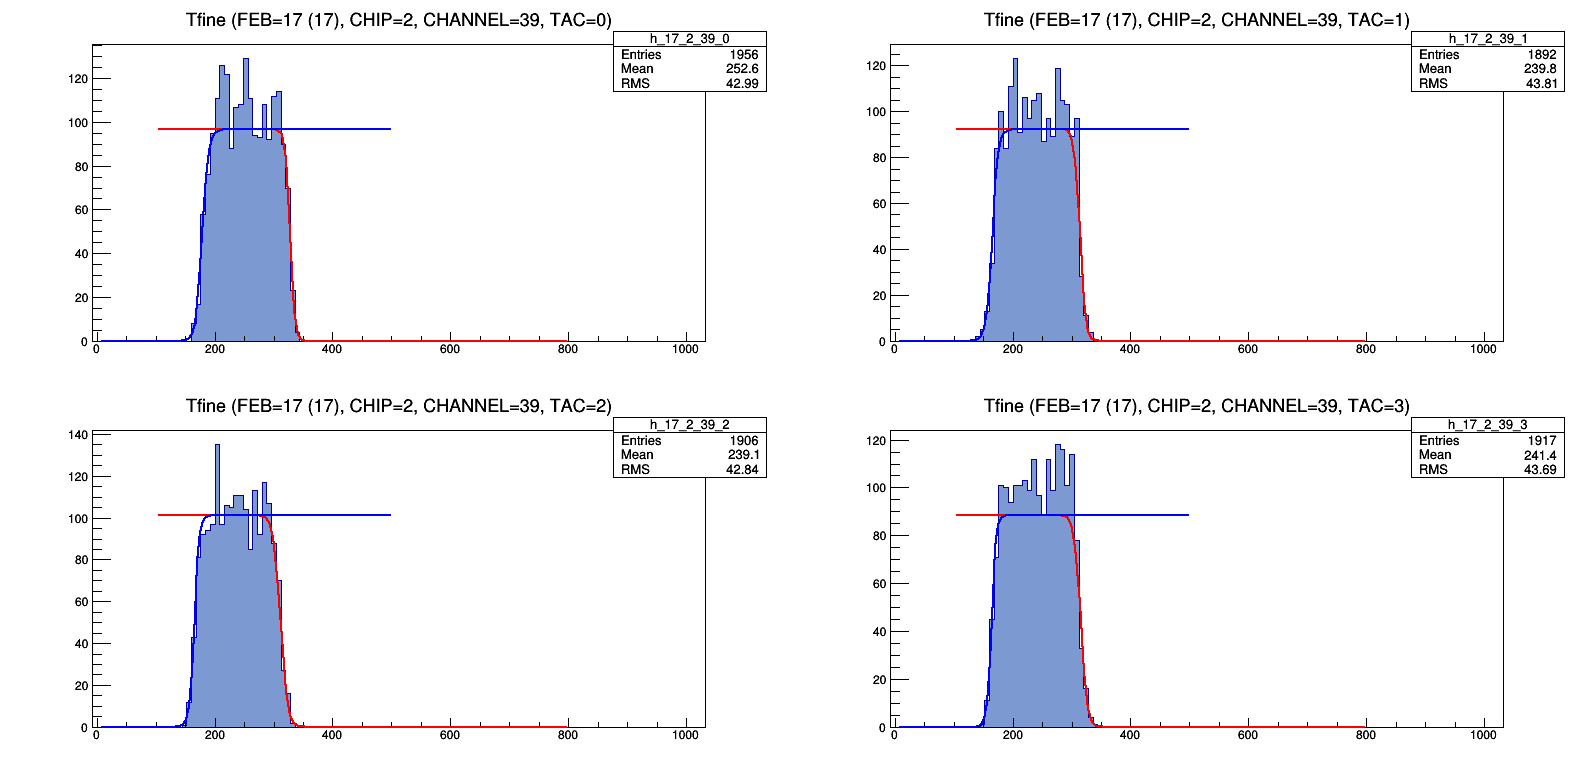 Tfine (FEB=17 (17), CHIP=2, CHANNEL=39, TAC=0)
h_17_2_39_0
Entries 1956
Mean 252.6
RMS 42.99
120
100
80
60
40
20
0
0 200 400 600 800 1000
Tfine (FEB=17 (17), CHIP=2, CHANNEL=39, TAC=1)
h_17_2_39_1
Entries 1892
Mean 239.8
RMS 43.81
120
100
80
60
40
20
0
0 200 400 600 800 1000
Tfine (FEB=17 (17), CHIP=2, CHANNEL=39, TAC=2)
h_17_2_39_2
Entries 1906
Mean 239.1
RMS 42.84
140
120
100
80
60
40
20
0
0 200 400 600 800 1000
Tfine (FEB=17 (17), CHIP=2, CHANNEL=39, TAC=3)
h_17_2_39_3
Entries 1917
Mean 241.4
RMS 43.69
120
100
80
60
40
20
0
0 200 400 600 800 1000